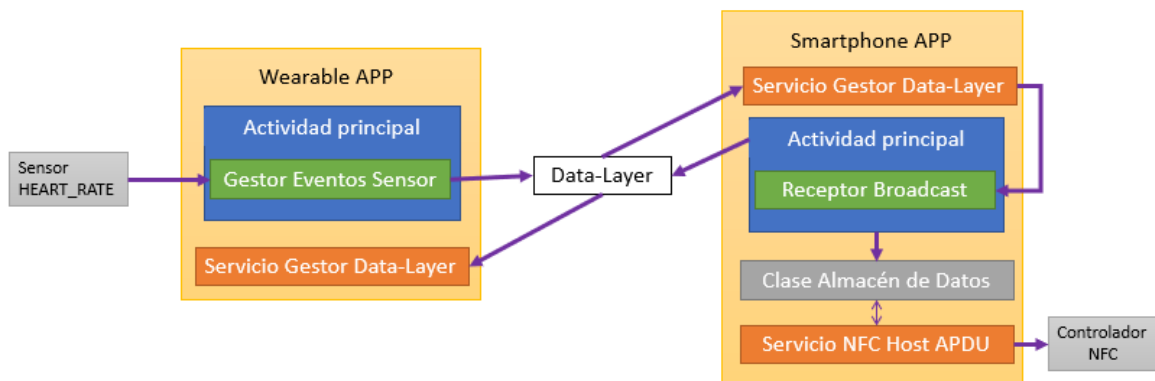 Sensor
HEART_RATE
Wearable APP
Actividad principal
Gestor Eventos Sensor
Servicio Gestor Data-Layer
Data-Layer
Smartphone APP
Servicio Gestor Data-Layer
Actividad principal
Receptor Broadcast
Clase Almacén de Datos
Servicio NFC Host APDU
Controlador
NFC